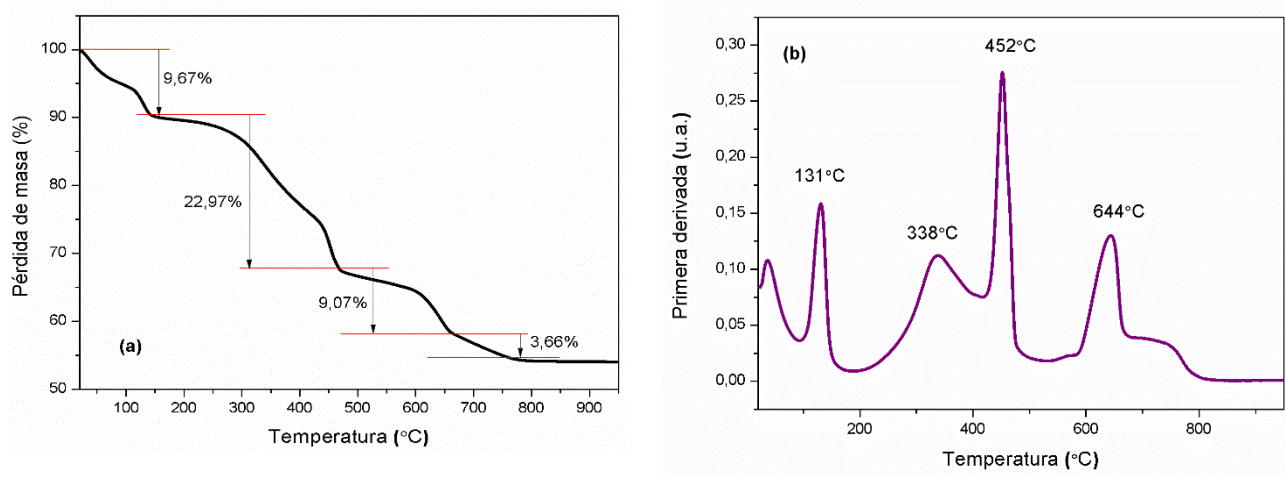 100
90
80
70
60
50
9,67%
22,97%
9,07%
3,66%
(a)
Pérdida de masa (%)
100 200 300 400 500 600 700 800 900
Temperatura (°C)
0,30
0,25
0,20
0,15
0,10
0,05
0,00
(b)
452°C
131°C
338°C
644°C
Primera derivada (u.a.)
200 400 600 800
Temperatura (°C)